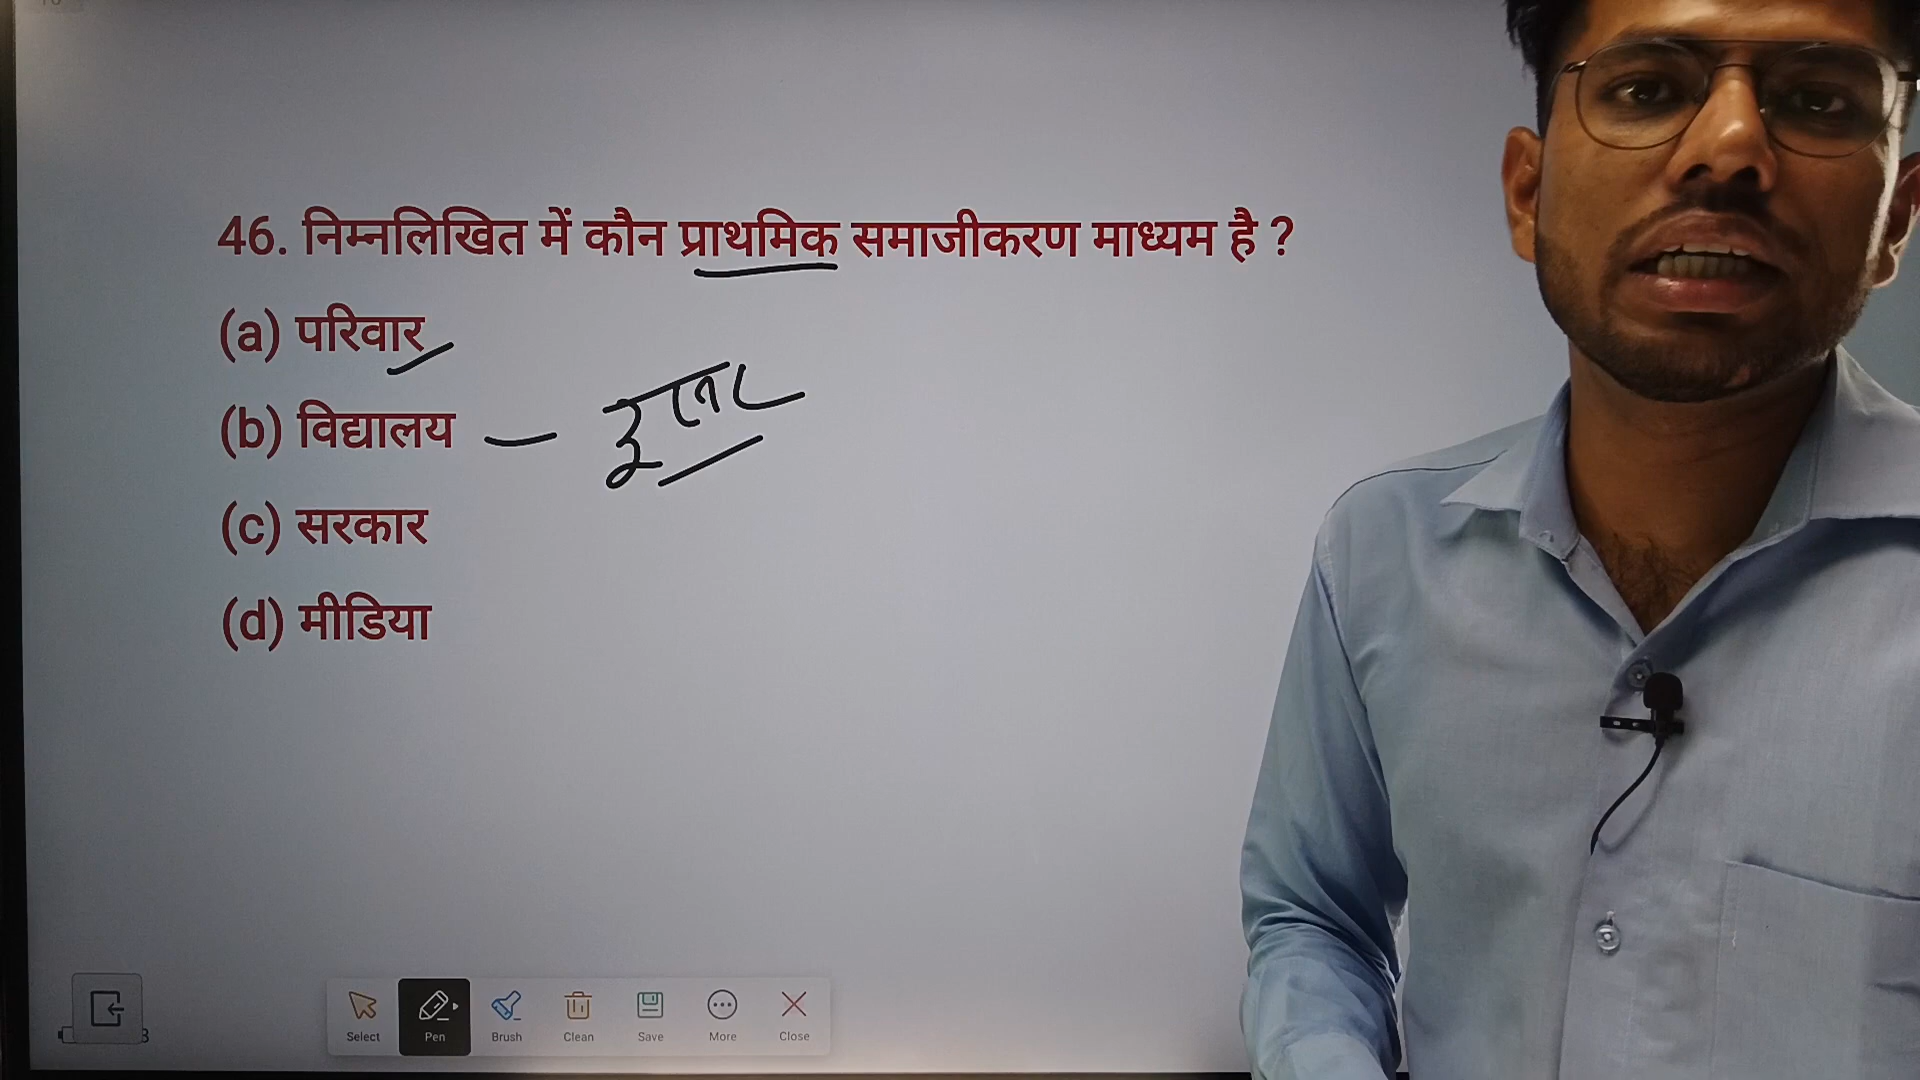 46. निम्नलिखित में कौन प्राथमिक समाजीकरण माध्यम है ?
(a) परिवार
(b) विद्यालय —
(c) सरकार
(d) मीडिया
Select Pen Brush Clean Save More Close